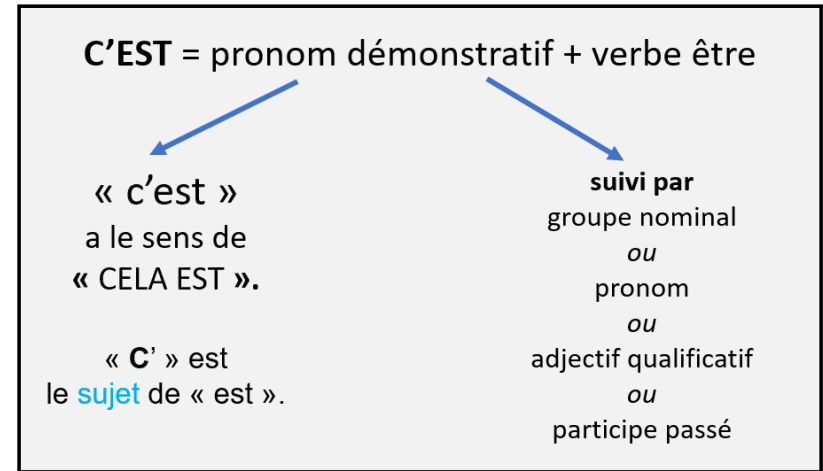 C’EST = pronom démonstratif + verbe être
« c’est »
a le sens de
« CELA EST ».
« C’ » est
le sujet de « est ».
suivi par
groupe nominal
ou
pronom
ou
adjectif qualificatif
ou
participe passé